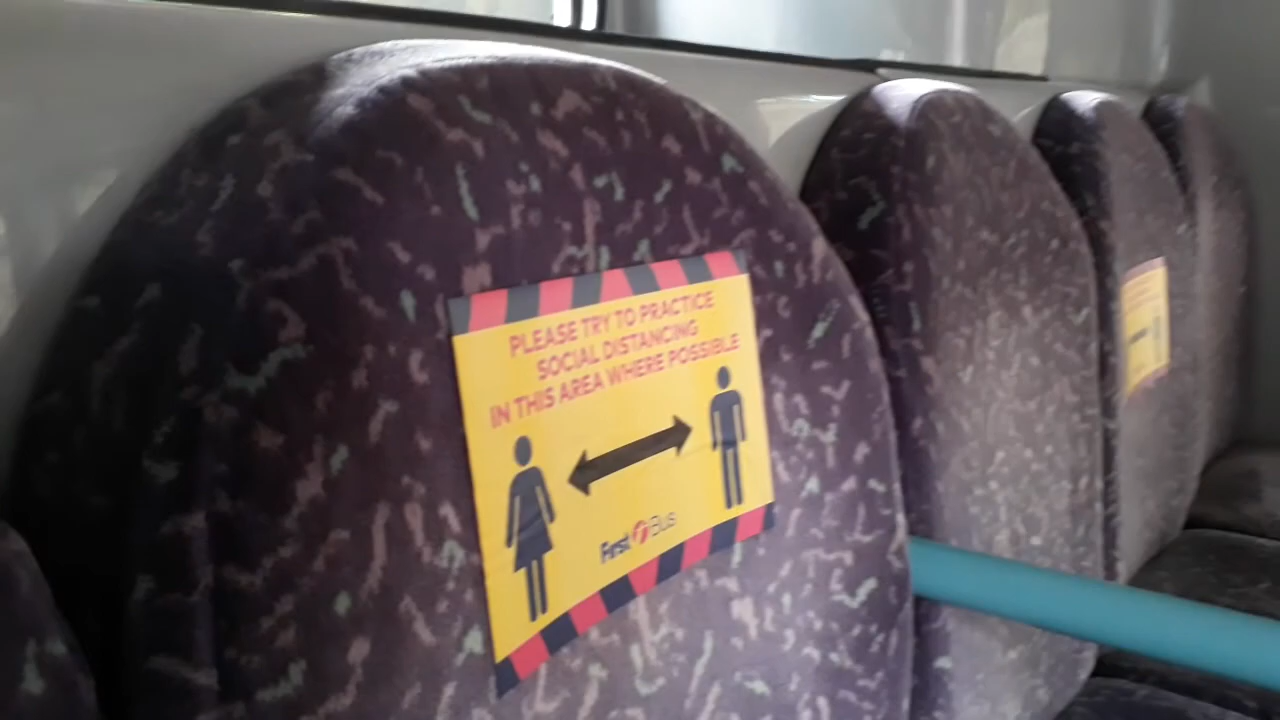 PLEASE TRY TO PRACTICE
SOCIAL DISTANCING
IN THIS AREA WHERE POSSIBLE
First Bus